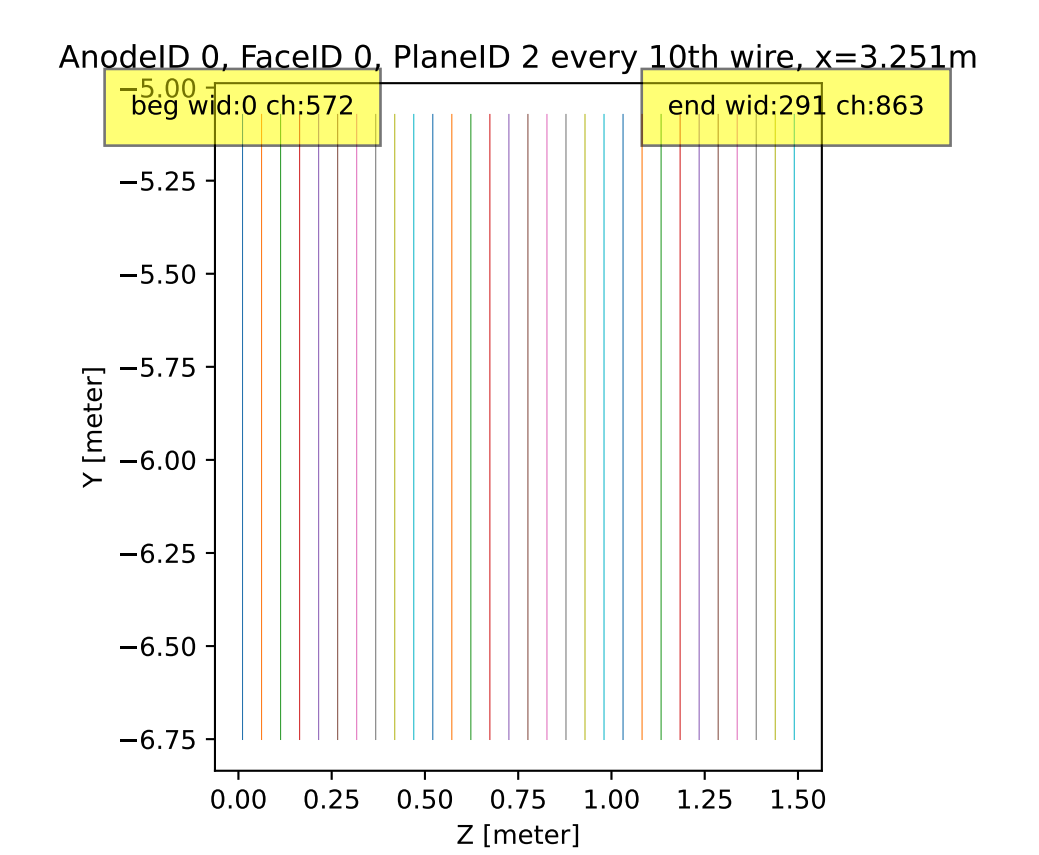 AnodeID 0, FaceID 0, PlaneID 2 every 10th wire, x=3.251m
beg wid:0 ch:572
end wid:291 ch:863
−5.00
−5.25
−5.50
−5.75
−6.00
−6.25
−6.50
−6.75
Y [meter]
0.00 0.25 0.50 0.75 1.00 1.25 1.50
Z [meter]